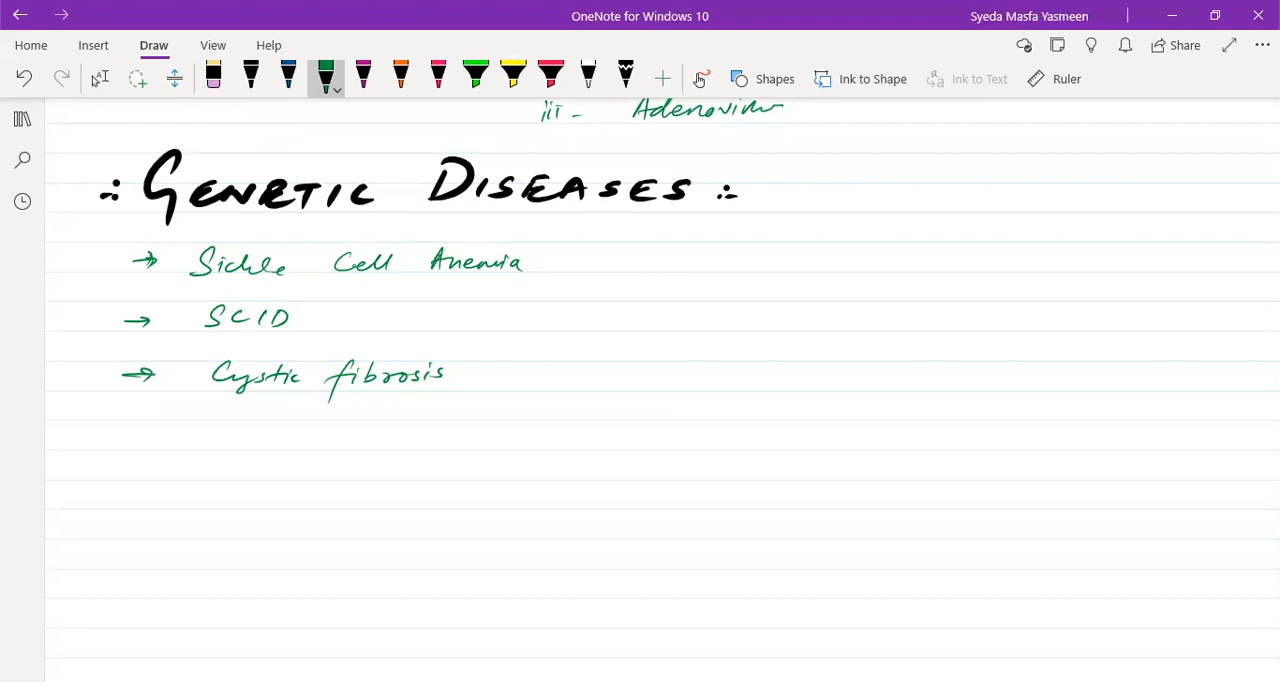 OneNote for Windows 10
Syeda Masfa Yasmeen
Home Insert Draw View Help
Share
Shapes Ink to Shape Ink to Text Ruler
iii - Adenovirus
GENETIC DISEASES
→ Sickle Cell Anemia
→ SCID
→ Cystic fibrosis